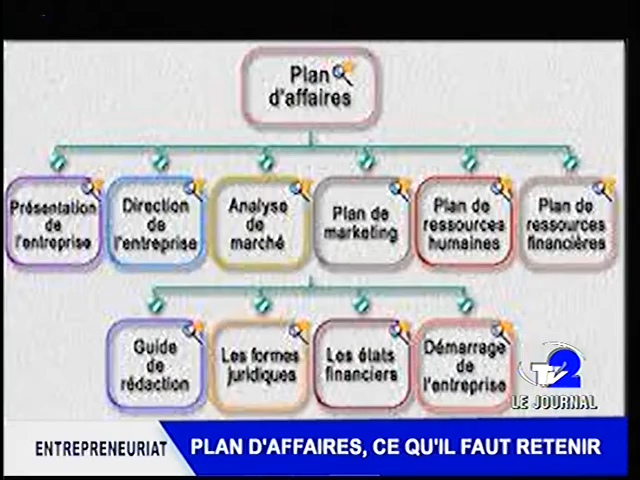 Plan
d'affaires
Présentation
de
l'entreprise
Direction
de
l'entreprise
Analyse
de
marché
Plan de
marketing
Plan de
ressources
humaines
Plan de
ressources
financières
Guide
de
rédaction
Les formes
juridiques
Les états
financiers
Démarrage
de
l'entreprise
TV2
LE JOURNAL
ENTREPRENEURIAT
PLAN D'AFFAIRES, CE QU'IL FAUT RETENIR